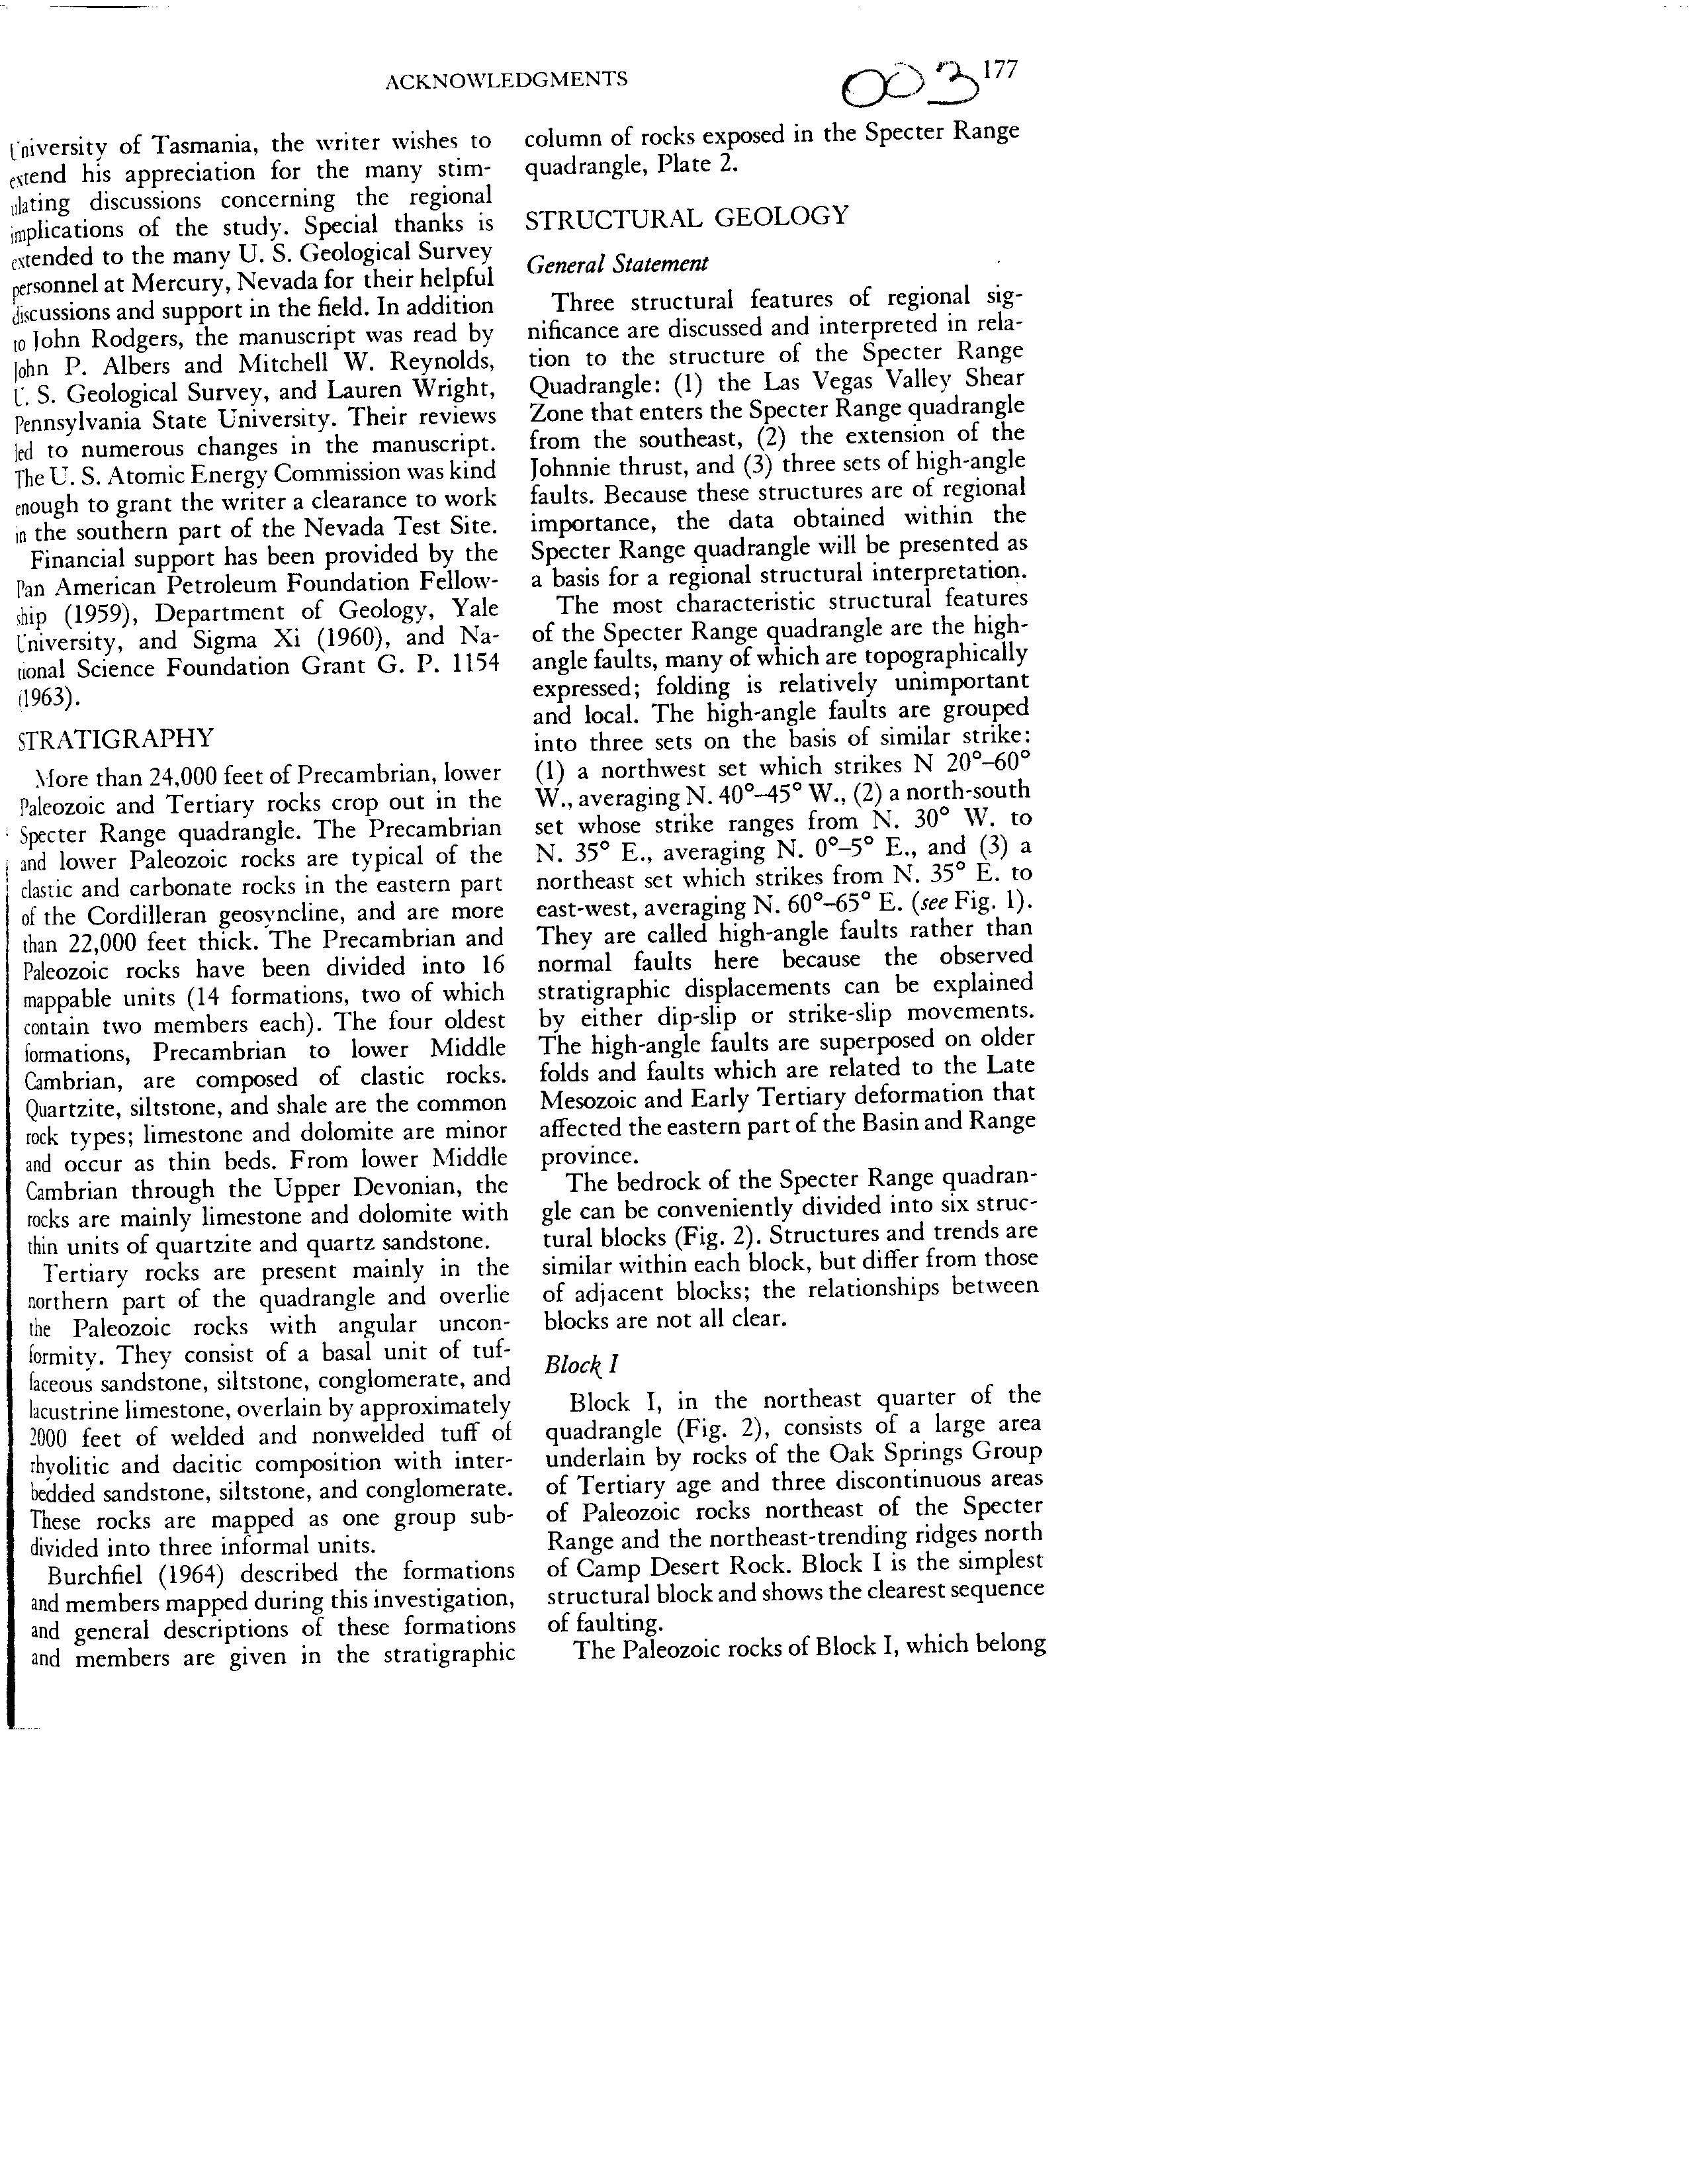 ACKNOWLEDGMENTS
003
177
University of Tasmania, the writer wishes to
extend his appreciation for the many stim-
ulating discussions concerning the regional
implications of the study. Special thanks is
extended to the many U. S. Geological Survey
personnel at Mercury, Nevada for their helpful
discussions and support in the field. In addition
to John Rodgers, the manuscript was read by
John P. Albers and Mitchell W. Reynolds,
U. S. Geological Survey, and Lauren Wright,
Pennsylvania State University. Their reviews
led to numerous changes in the manuscript.
The U. S. Atomic Energy Commission was kind
enough to grant the writer a clearance to work
in the southern part of the Nevada Test Site.
Financial support has been provided by the
Pan American Petroleum Foundation Fellow-
ship (1959), Department of Geology, Yale
University, and Sigma Xi (1960), and Na-
tional Science Foundation Grant G. P. 1154
(1963).
STRATIGRAPHY
More than 24,000 feet of Precambrian, lower
Paleozoic and Tertiary rocks crop out in the
Specter Range quadrangle. The Precambrian
and lower Paleozoic rocks are typical of the
clastic and carbonate rocks in the eastern part
of the Cordilleran geosyncline, and are more
than 22,000 feet thick. The Precambrian and
Paleozoic rocks have been divided into 16
mappable units (14 formations, two of which
contain two members each). The four oldest
formations, Precambrian to lower Middle
Cambrian, are composed of clastic rocks.
Quartzite, siltstone, and shale are the common
rock types; limestone and dolomite are minor
and occur as thin beds. From lower Middle
Cambrian through the Upper Devonian, the
rocks are mainly limestone and dolomite with
thin units of quartzite and quartz sandstone.
Tertiary rocks are present mainly in the
northern part of the quadrangle and overlie
the Paleozoic rocks with angular uncon-
formity. They consist of a basal unit of tuf-
faceous sandstone, siltstone, conglomerate, and
lacustrine limestone, overlain by approximately
2000 feet of welded and nonwelded tuff of
rhyolitic and dacitic composition with inter-
bedded sandstone, siltstone, and conglomerate.
These rocks are mapped as one group sub-
divided into three informal units.
Burchfiel (1964) described the formations
and members mapped during this investigation,
and general descriptions of these formations
and members are given in the stratigraphic
column of rocks exposed in the Specter Range
quadrangle, Plate 2.
STRUCTURAL GEOLOGY
General Statement
Three structural features of regional sig-
nificance are discussed and interpreted in rela-
tion to the structure of the Specter Range
Quadrangle: (1) the Las Vegas Valley Shear
Zone that enters the Specter Range quadrangle
from the southeast, (2) the extension of the
Johnnie thrust, and (3) three sets of high-angle
faults. Because these structures are of regional
importance, the data obtained within the
Specter Range quadrangle will be presented as
a basis for a regional structural interpretation.
The most characteristic structural features
of the Specter Range quadrangle are the high-
angle faults, many of which are topographically
expressed; folding is relatively unimportant
and local. The high-angle faults are grouped
into three sets on the basis of similar strike:
(1) a northwest set which strikes N 20°–60°
W., averaging N. 40°–45° W., (2) a north-south
set whose strike ranges from N. 30° W. to
N. 35° E., averaging N. 0°–5° E., and (3) a
northeast set which strikes from N. 35° E. to
east-west, averaging N. 60°–65° E. (see Fig. 1).
They are called high-angle faults rather than
normal faults here because the observed
stratigraphic displacements can be explained
by either dip-slip or strike-slip movements.
The high-angle faults are superposed on older
folds and faults which are related to the Late
Mesozoic and Early Tertiary deformation that
affected the eastern part of the Basin and Range
province.
The bedrock of the Specter Range quadran-
gle can be conveniently divided into six struc-
tural blocks (Fig. 2). Structures and trends are
similar within each block, but differ from those
of adjacent blocks; the relationships between
blocks are not all clear.
Block I
Block I, in the northeast quarter of the
quadrangle (Fig. 2), consists of a large area
underlain by rocks of the Oak Springs Group
of Tertiary age and three discontinuous areas
of Paleozoic rocks northeast of the Specter
Range and the northeast-trending ridges north
of Camp Desert Rock. Block I is the simplest
structural block and shows the clearest sequence
of faulting.
The Paleozoic rocks of Block I, which belong